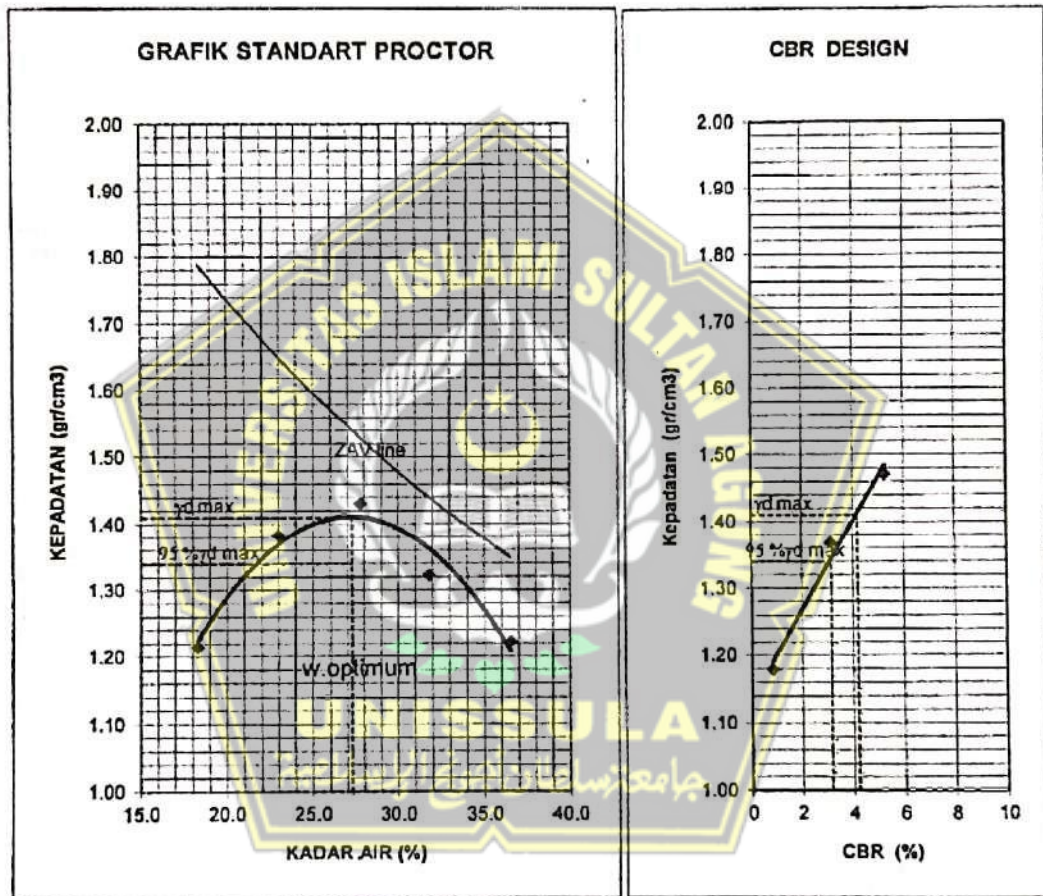 GRAFIK STANDART PROCTOR
KEPADATAN (gr/cm3)
2.00
1.90
1.80
1.70
1.60
1.50
1.40
1.30
1.20
1.10
1.00
15.0 20.0 25.0 30.0 35.0 40.0
KADAR AIR (%)
ZAV line
γd max
95 %γd max
w.optimum
CBR DESIGN
Kepadatan (gr/cm3)
2.00
1.90
1.80
1.70
1.60
1.50
1.40
1.30
1.20
1.10
1.00
0 2 4 6 8 10
CBR (%)
γd max
95 %γd max
UNIVERSITAS ISLAM SULTAN AGUNG
UNISSULA
جامعة سلطان أجونج الإسلامية